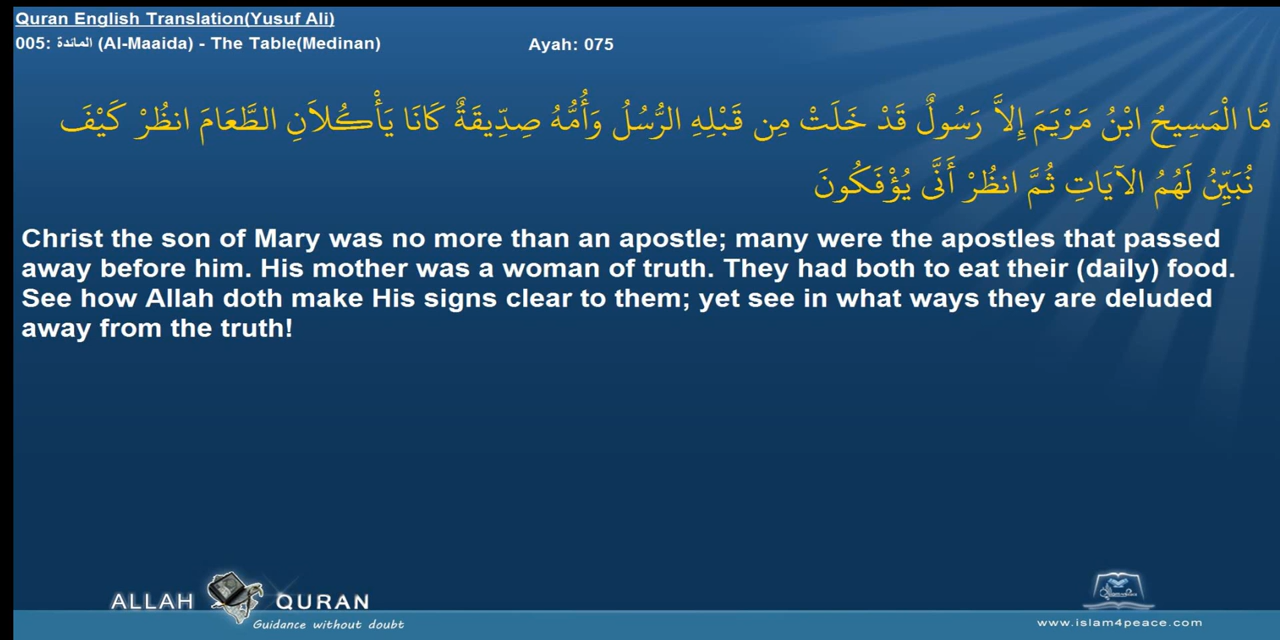 Quran English Translation(Yusuf Ali)
005: المائدة (Al-Maaida) - The Table(Medinan) Ayah: 075
مَّا الْمَسِيحُ ابْنُ مَرْيَمَ إِلاَّ رَسُولٌ قَدْ خَلَتْ مِن قَبْلِهِ الرُّسُلُ وَأُمُّهُ صِدِّيقَةٌ كَانَا يَأْكُلاَنِ الطَّعَامَ انظُرْ كَيْفَ
نُبَيِّنُ لَهُمُ الآيَاتِ ثُمَّ انظُرْ أَنَّى يُؤْفَكُونَ
Christ the son of Mary was no more than an apostle; many were the apostles that passed
away before him. His mother was a woman of truth. They had both to eat their (daily) food.
See how Allah doth make His signs clear to them; yet see in what ways they are deluded
away from the truth!
ALLAH QURAN
Guidance without doubt
www.islam4peace.com